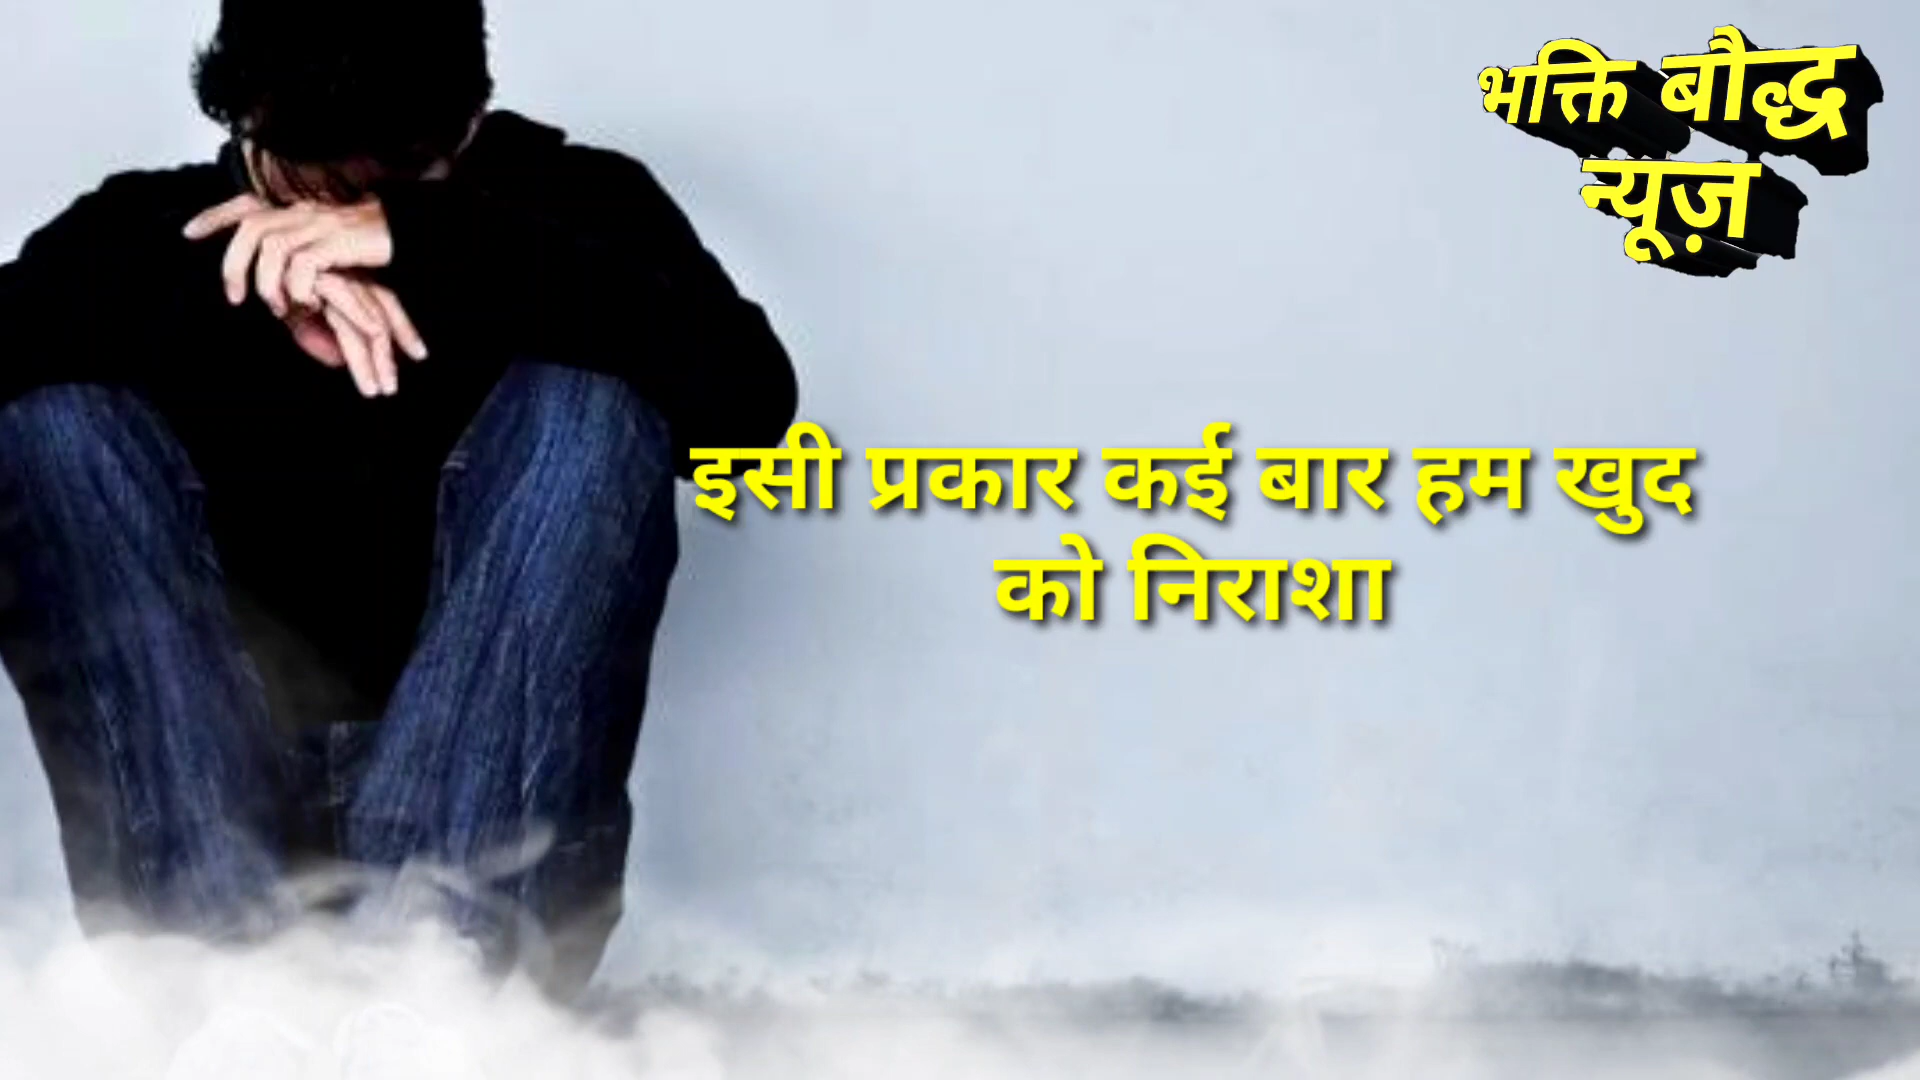 भक्ति बौद्ध
न्यूज़
इसी प्रकार कई बार हम खुद
को निराशा